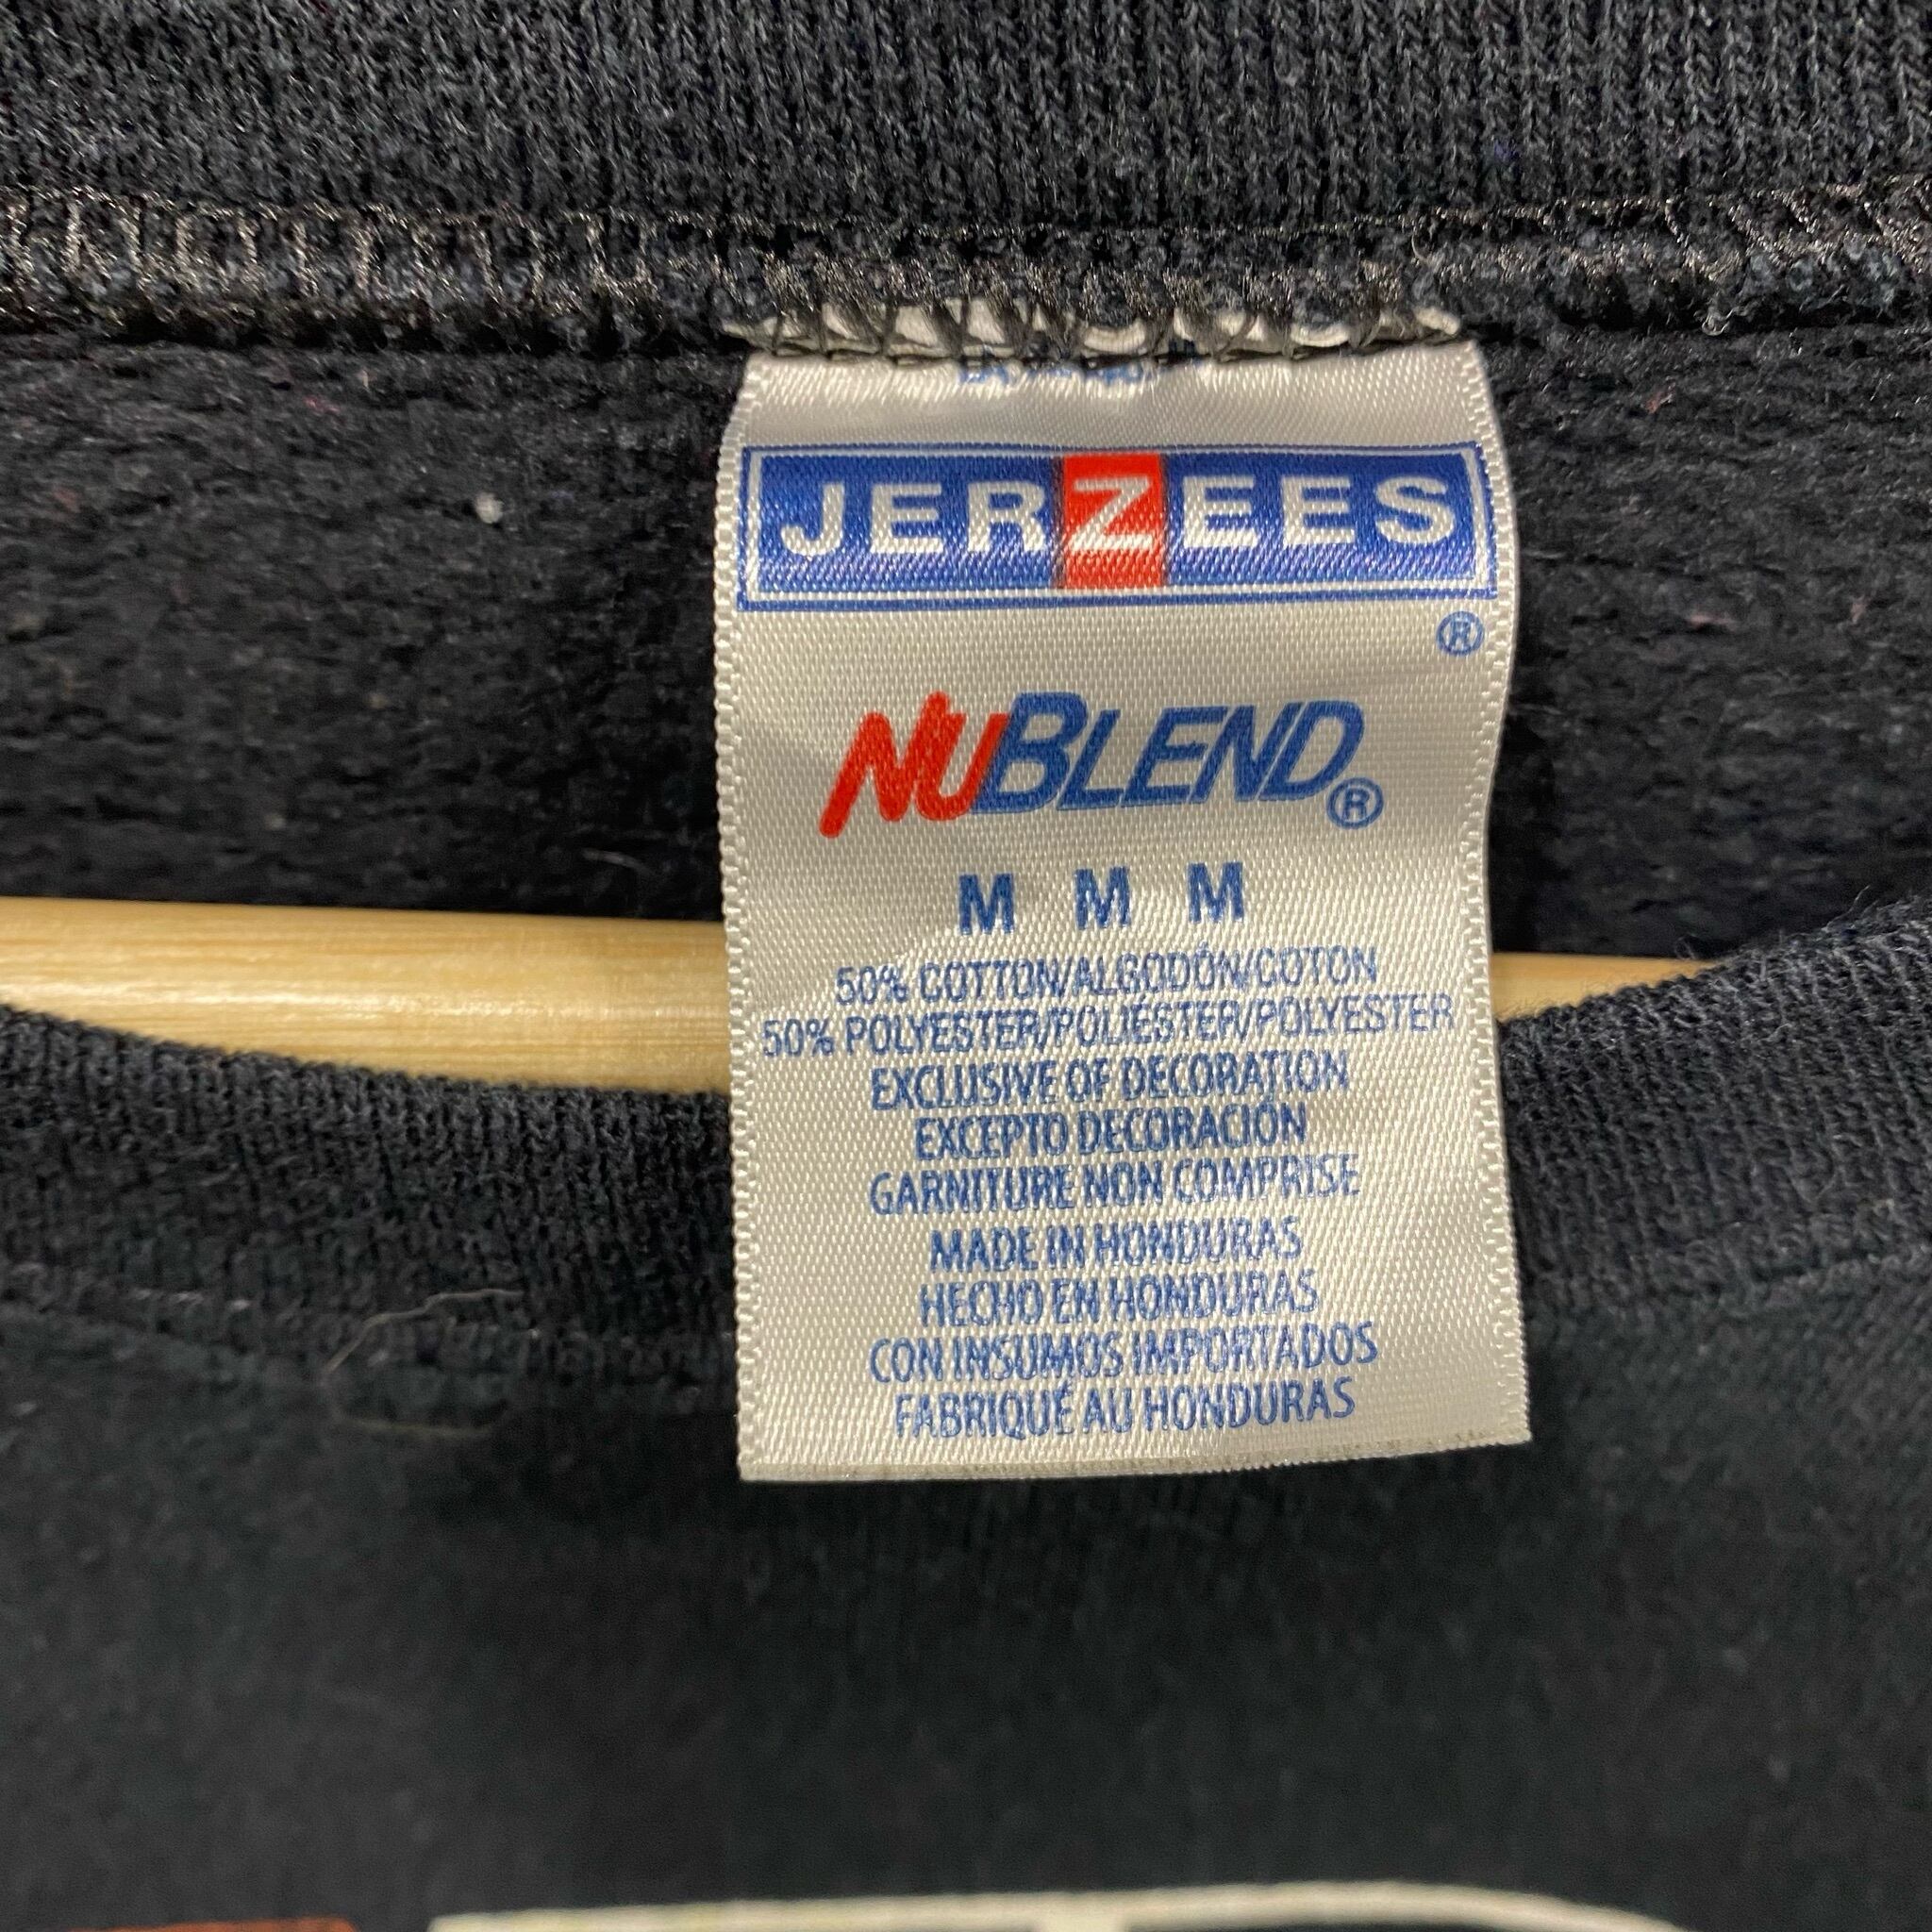 JERZEES
®
NUBLEND®
M M M
50% COTTON/ALGODÓN/COTON
50% POLYESTER/POLIÉSTER/POLYESTER
EXCLUSIVE OF DECORATION
EXCEPTO DECORACIÓN
GARNITURE NON COMPRISE
MADE IN HONDURAS
HECHO EN HONDURAS
CON INSUMOS IMPORTADOS
FABRIQUÉ AU HONDURAS